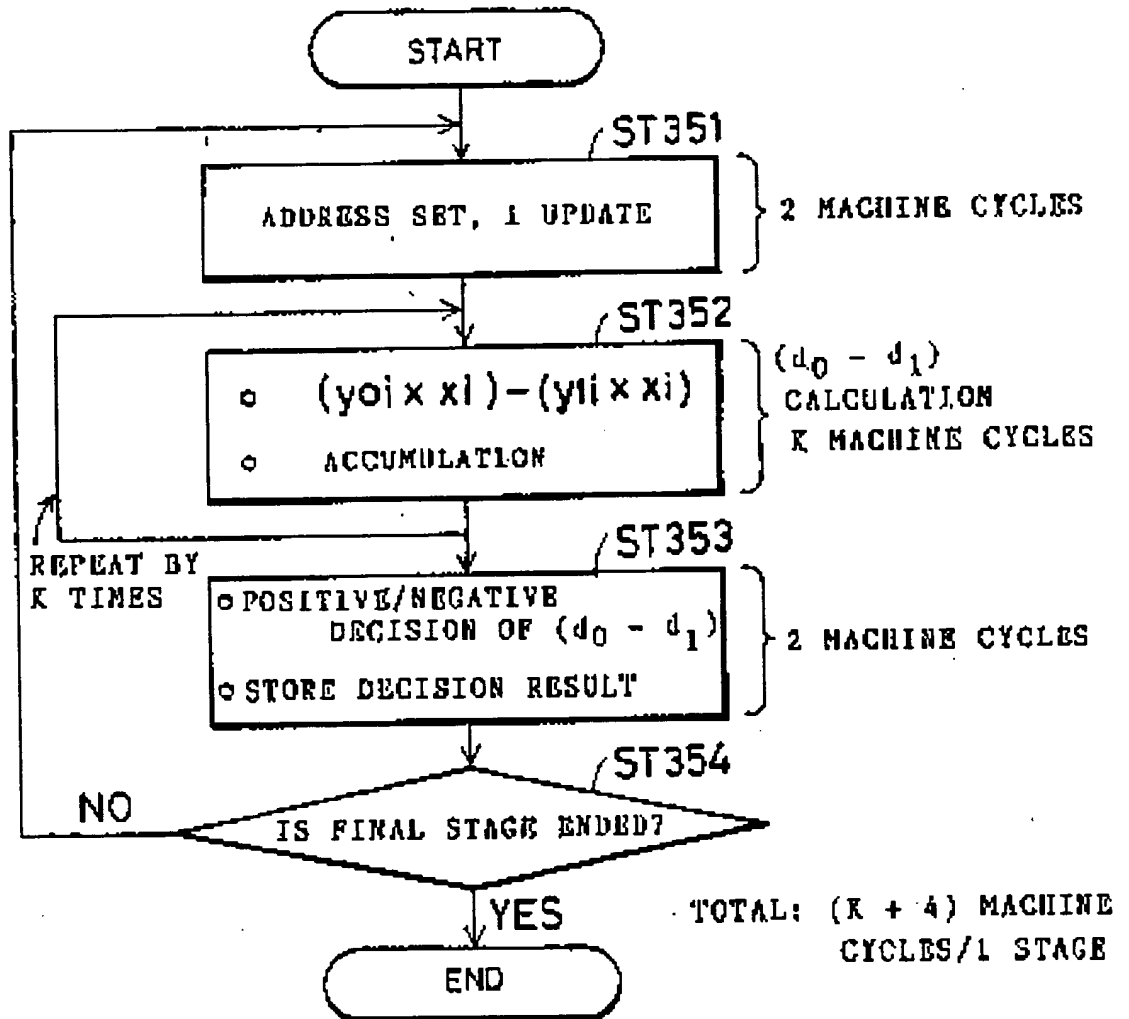 START
ST351
ADDRESS SET, i UPDATE
2 MACHINE CYCLES
ST352
(y0i × xi) – (y1i × xi)
ACCUMULATION
(d0 - d1)
CALCULATION
K MACHINE CYCLES
REPEAT BY
K TIMES
ST353
POSITIVE/NEGATIVE
DECISION OF (d0 - d1)
STORE DECISION RESULT
2 MACHINE CYCLES
ST354
IS FINAL STAGE ENDED?
NO
YES
END
TOTAL: (K + 4) MACHINE
CYCLES/1 STAGE